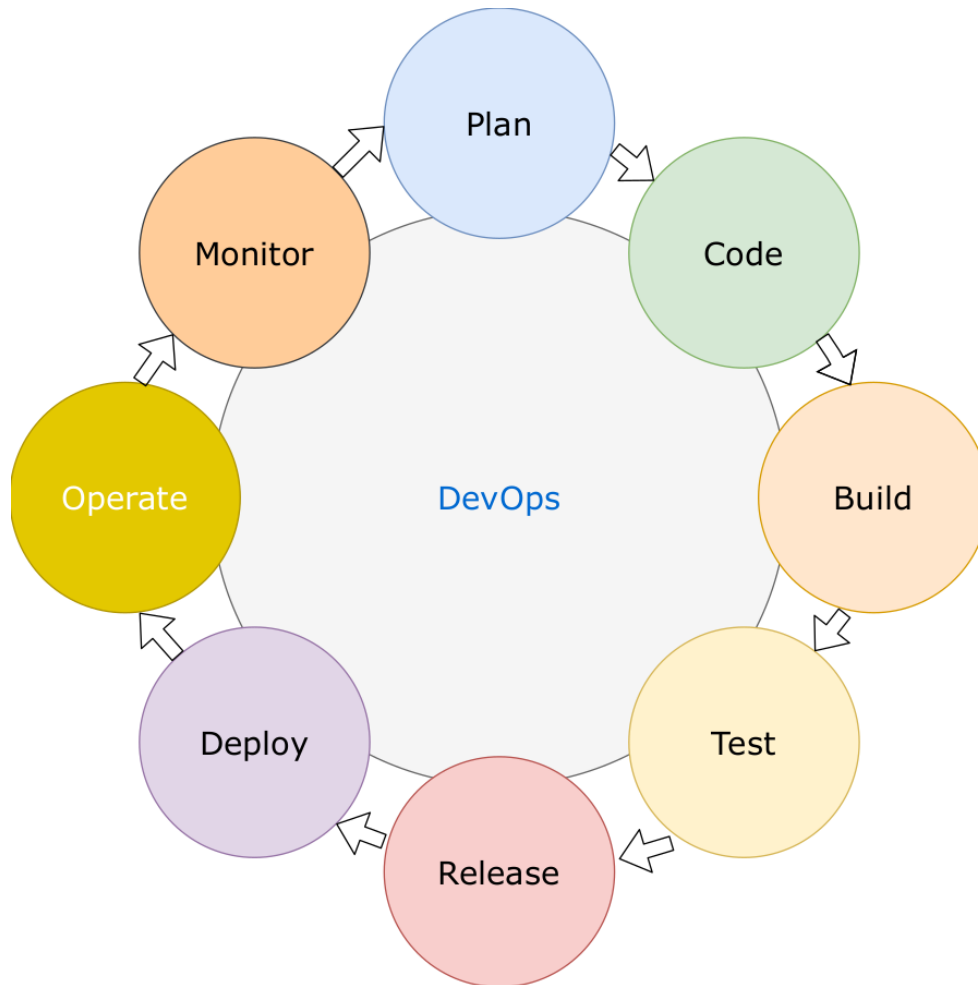 Plan
Code
Build
Test
Release
Deploy
Operate
Monitor
DevOps